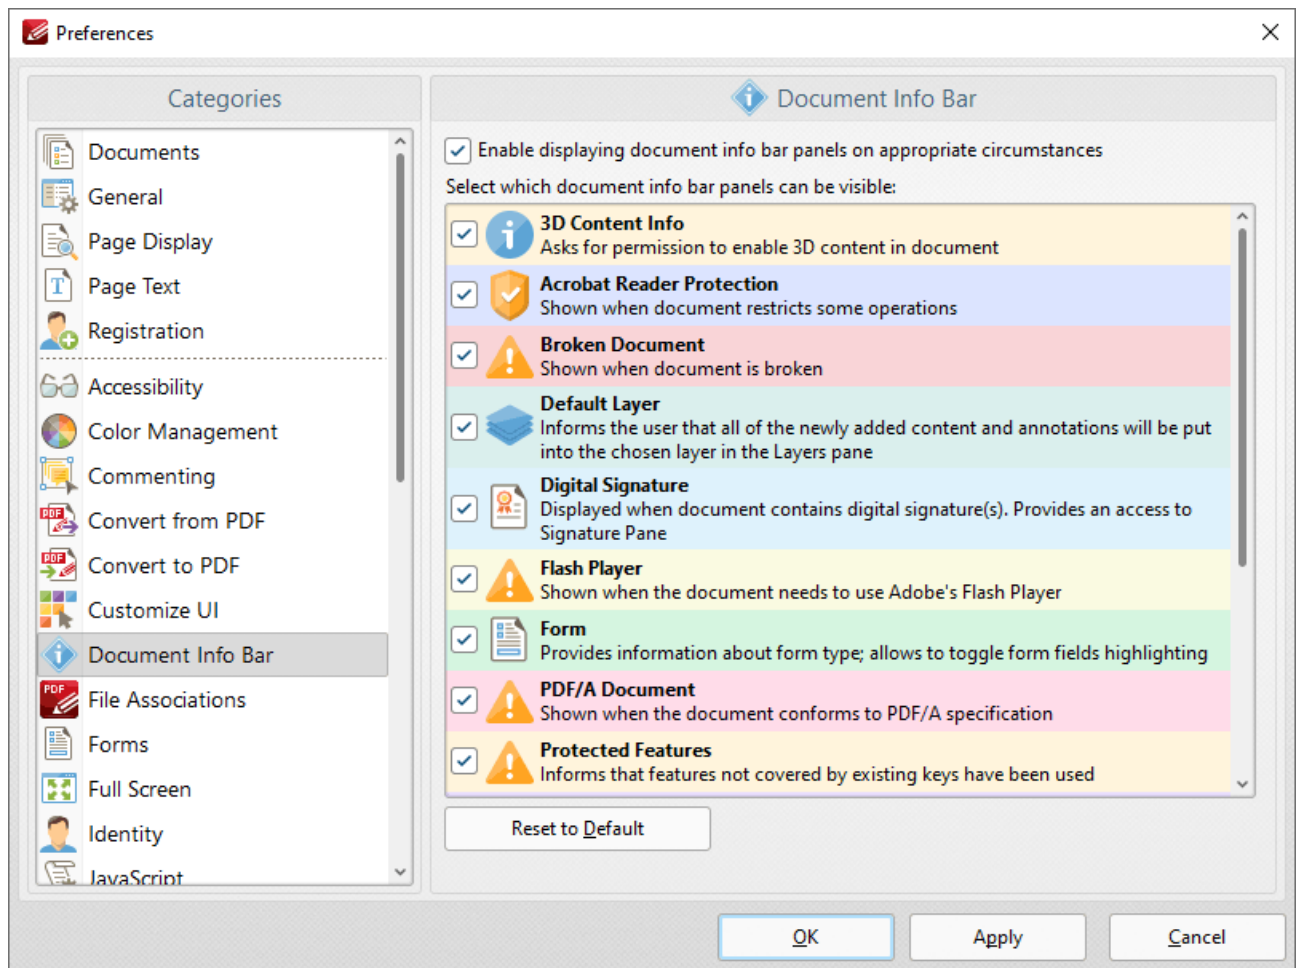 Preferences
Categories
Documents
General
Page Display
Page Text
Registration
Accessibility
Color Management
Commenting
Convert from PDF
Convert to PDF
Customize UI
Document Info Bar
File Associations
Forms
Full Screen
Identity
JavaScript
Document Info Bar
Enable displaying document info bar panels on appropriate circumstances
Select which document info bar panels can be visible:
3D Content Info
Asks for permission to enable 3D content in document
Acrobat Reader Protection
Shown when document restricts some operations
Broken Document
Shown when document is broken
Default Layer
Informs the user that all of the newly added content and annotations will be put
into the chosen layer in the Layers pane
Digital Signature
Displayed when document contains digital signature(s). Provides an access to
Signature Pane
Flash Player
Shown when the document needs to use Adobe's Flash Player
Form
Provides information about form type; allows to toggle form fields highlighting
PDF/A Document
Shown when the document conforms to PDF/A specification
Protected Features
Informs that features not covered by existing keys have been used
Reset to Default
OK
Apply
Cancel